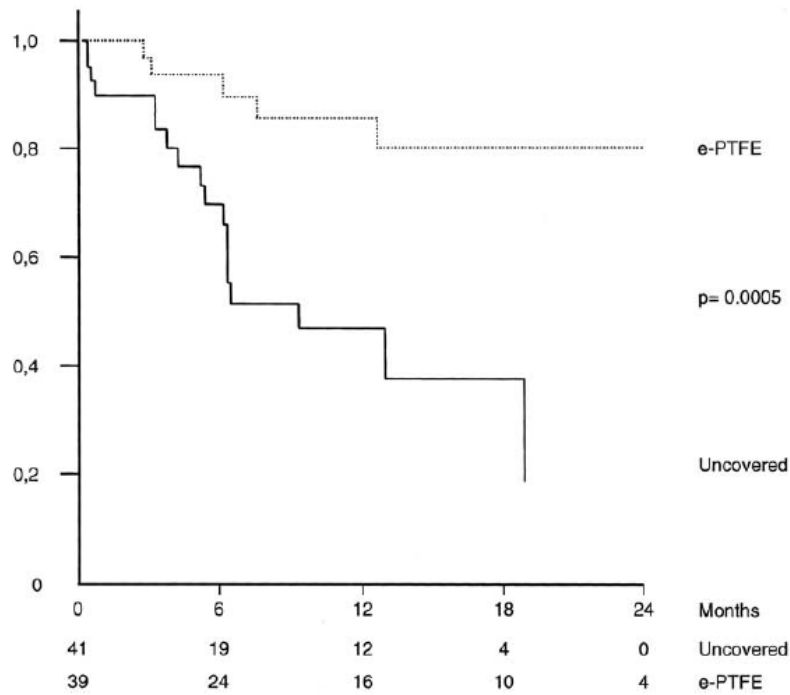 1,0
0,8
e-PTFE
0,6
p= 0.0005
0,4
0,2
Uncovered
0
0 6 12 18 24 Months
41 19 12 4 0 Uncovered
39 24 16 10 4 e-PTFE